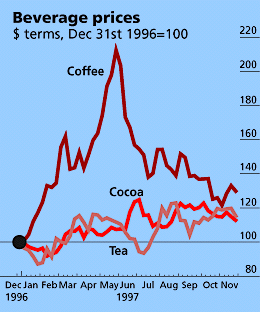 Beverage prices
$ terms, Dec 31st 1996=100
220
Coffee
200
180
160
140
Cocoa
120
100
Tea
80
Dec Jan Feb Mar Apr May Jun Jul Aug Sep Oct Nov
1996 1997